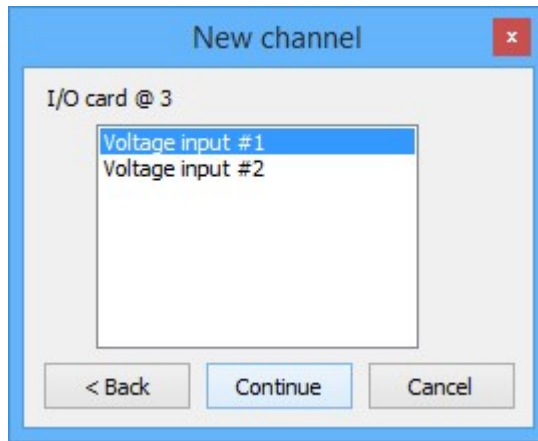 New channel
x
I/O card @ 3
Voltage input #1
Voltage input #2
< Back
Continue
Cancel